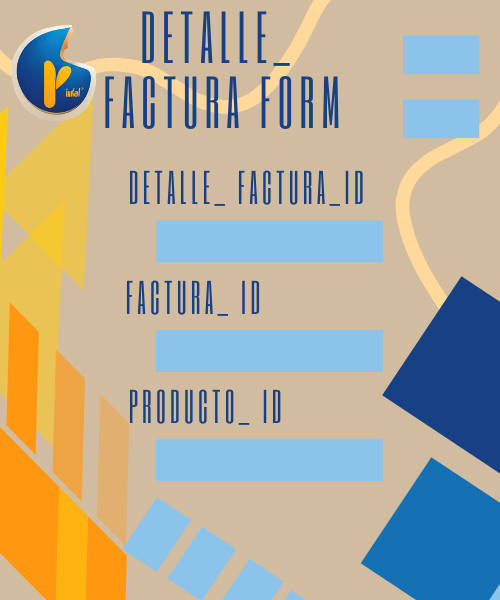 DETALLE_
FACTURA FORM
DETALLE_ FACTURA_ID
FACTURA_ ID
PRODUCTO_ ID